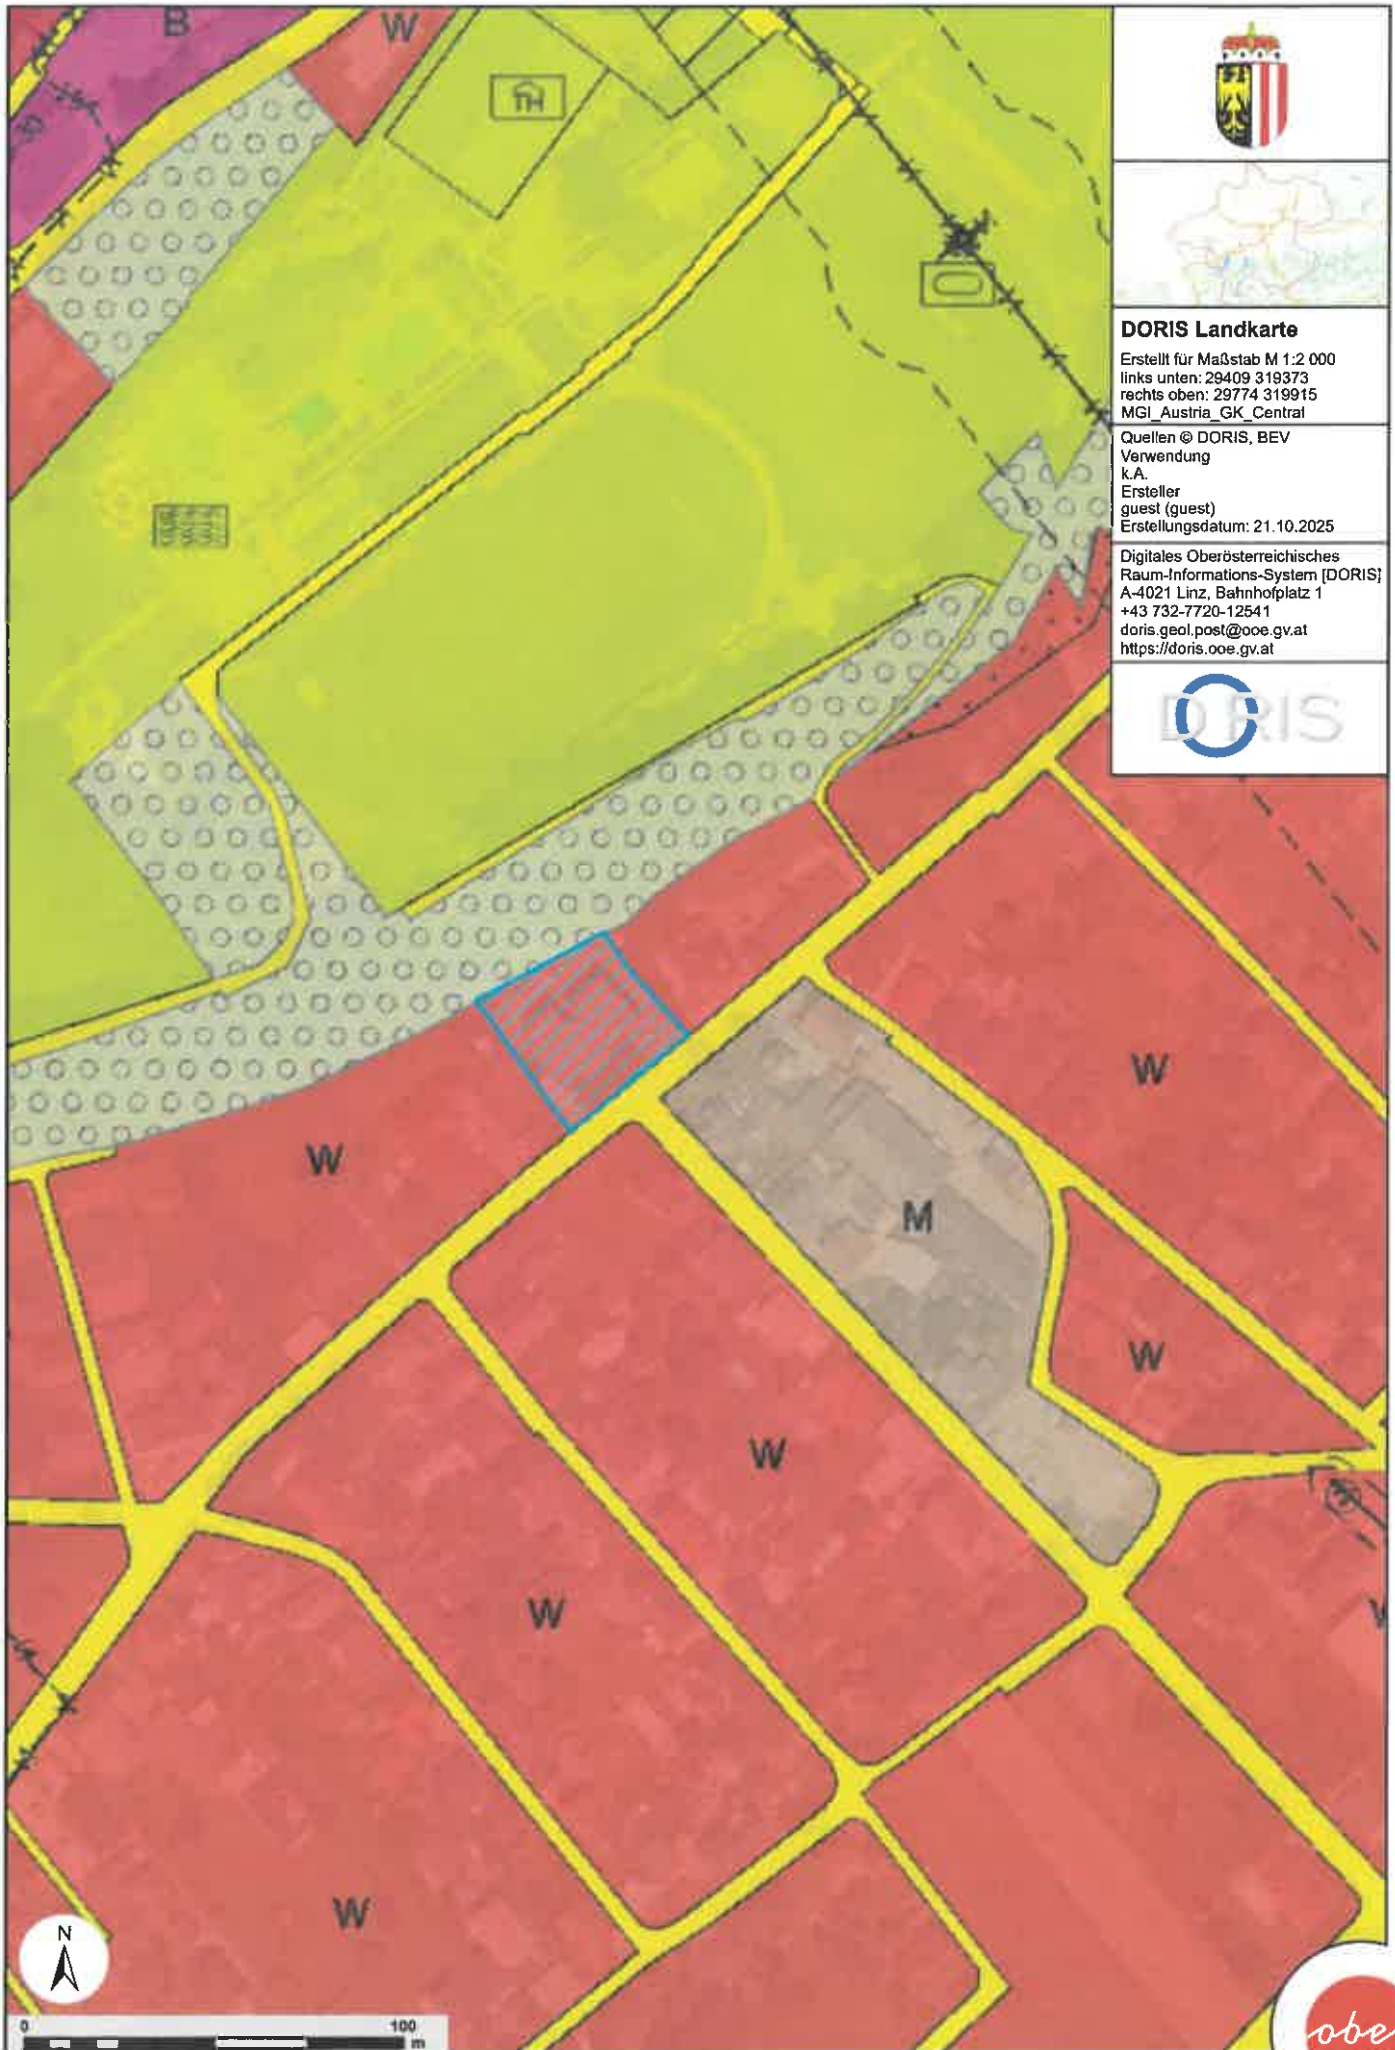 B
W
TH
DORIS Landkarte
Erstellt für Maßstab M 1:2 000
links unten: 29409 319373
rechts oben: 29774 319915
MGI_Austria_GK_Central
Quellen © DORIS, BEV
Verwendung
k.A.
Ersteller
guest (guest)
Erstellungsdatum: 21.10.2025
Digitales Oberösterreichisches
Raum-Informations-System [DORIS]
A-4021 Linz, Bahnhofplatz 1
+43 732-7720-12541
doris.geol.post@ooe.gv.at
https://doris.ooe.gv.at
DORIS
W
W
M
W
W
W
W
N
0 100
m
obe